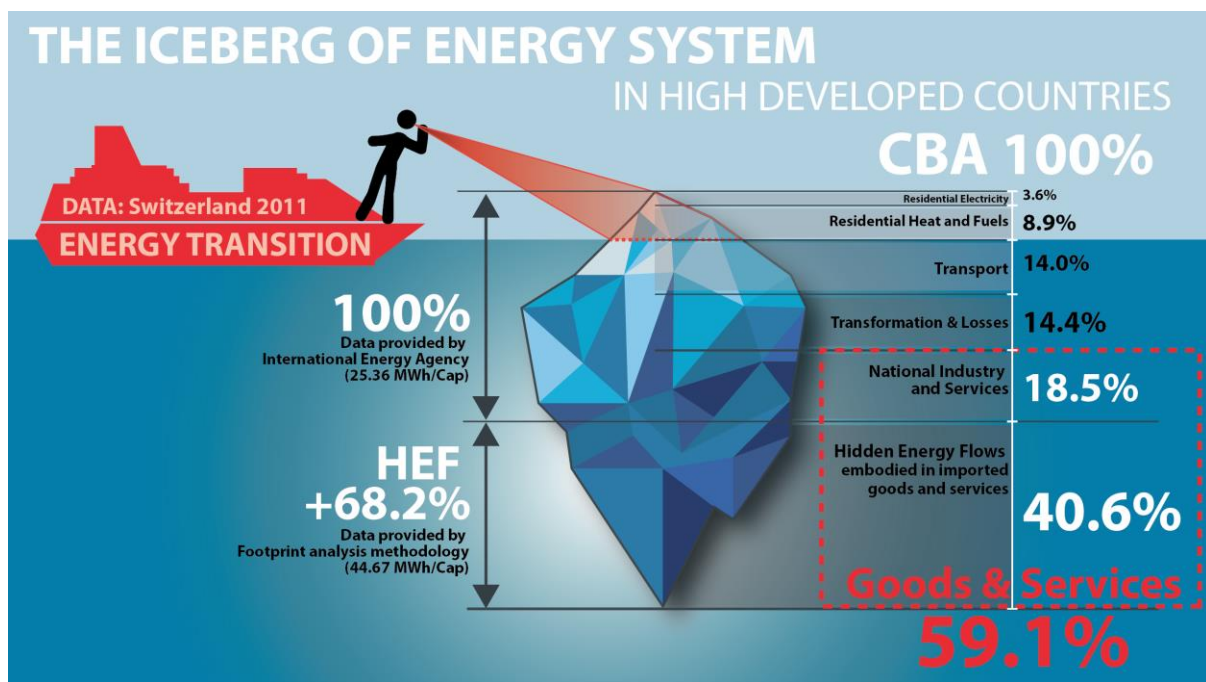 THE ICEBERG OF ENERGY SYSTEM
IN HIGH DEVELOPED COUNTRIES
CBA 100%
DATA: Switzerland 2011
ENERGY TRANSITION
Residential Electricity 3.6%
Residential Heat and Fuels 8.9%
Transport 14.0%
Transformation & Losses 14.4%
National Industry
and Services
18.5%
Hidden Energy Flows
embodied in imported
goods and services
40.6%
Goods & Services
59.1%
100%
Data provided by
International Energy Agency
(25.36 MWh/Cap)
HEF
+68.2%
Data provided by
Footprint analysis methodology
(44.67 MWh/Cap)